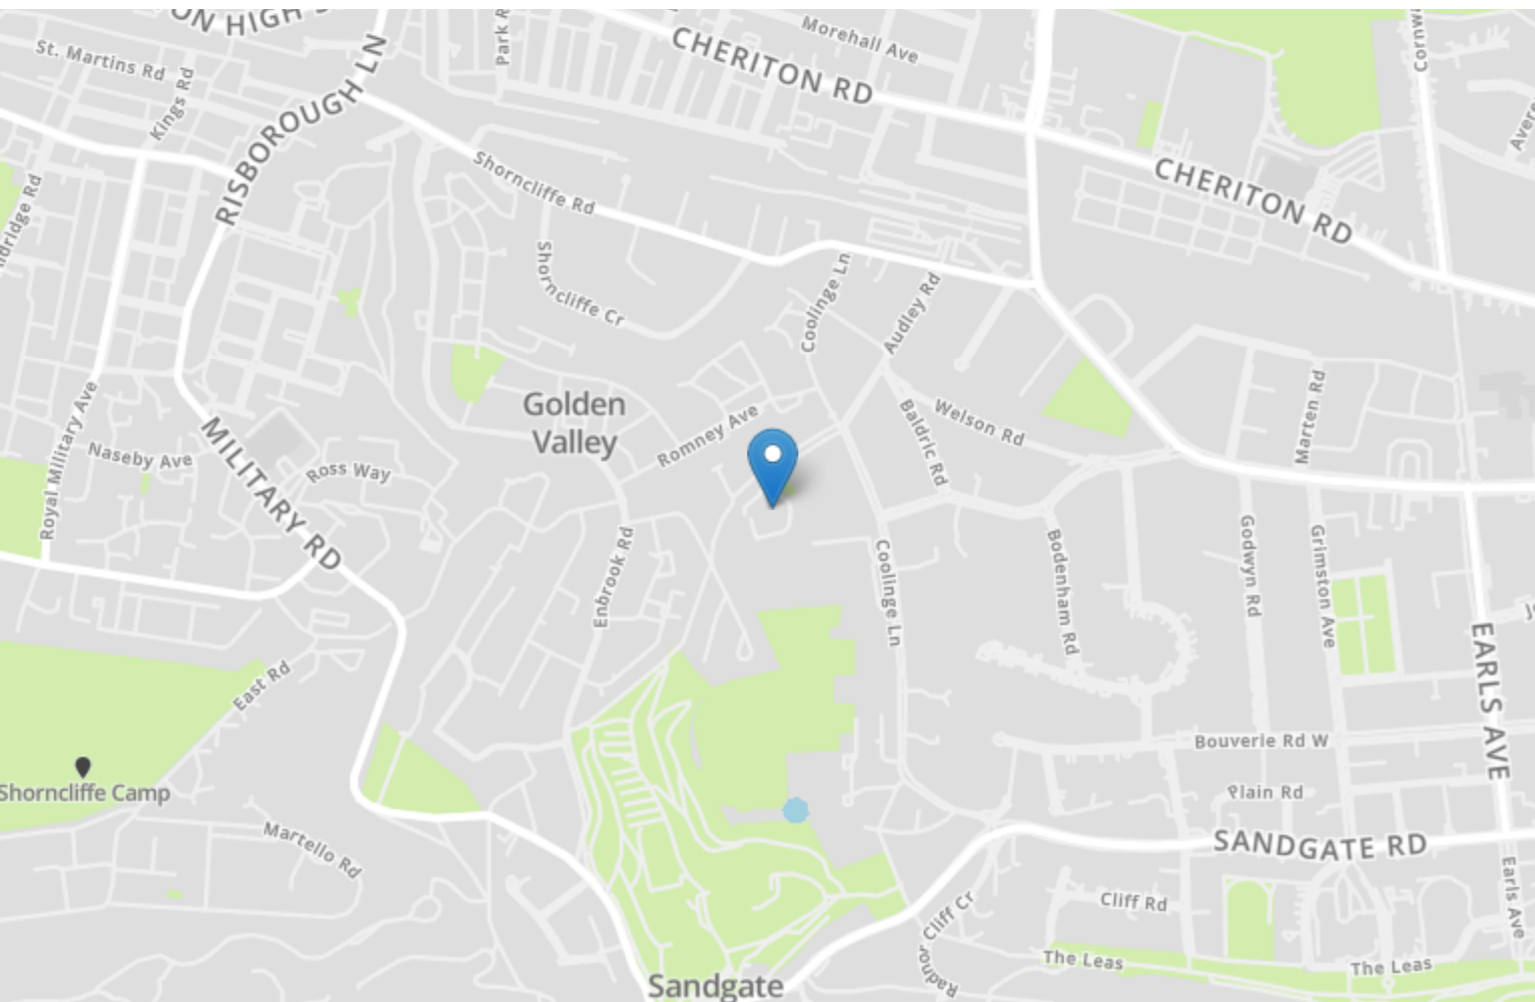 ON HIGH S
St. Martins Rd
Kings Rd
RISBOROUGH LN
Park R
CHERITON RD
Morehall Ave
Cornw
Shorncliffe Rd
CHERITON RD
Shorncliffe Cr
Coolinge Ln
Audley Rd
Golden
Valley
Romney Ave
Baldric Rd
Welson Rd
Marten Rd
Royal Military Ave
Naseby Ave
MILITARY RD
Ross Way
Enbrook Rd
Coolinge Ln
Bodenham Rd
Godwyn Rd
Grimston Ave
EARLS AVE
East Rd
Shorncliffe Camp
Bouverie Rd W
Plain Rd
SANDGATE RD
Martello Rd
Cliff Rd
Earls Ave
Radnor Cliff Cr
The Leas
The Leas
Sandgate